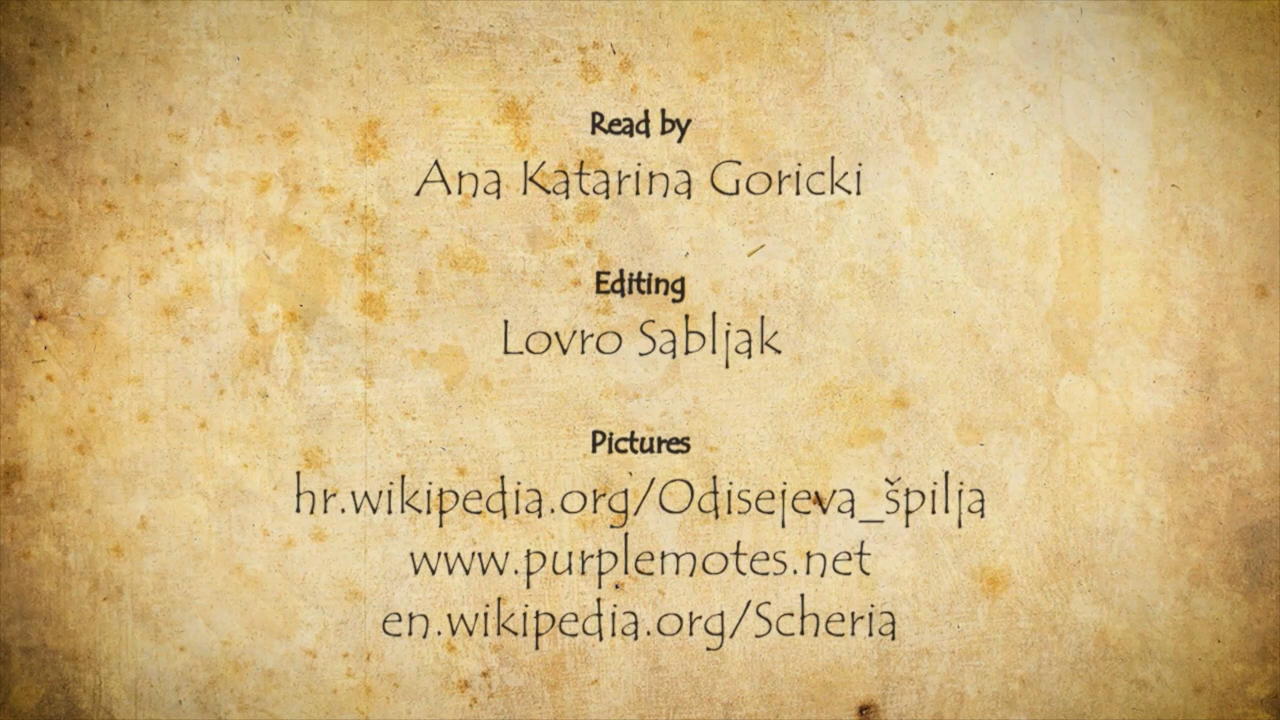 Read by
Ana Katarina Goricki
Editing
Lovro Sabljak
Pictures
hr.wikipedia.org/Odisejeva_špilja
www.purplemotes.net
en.wikipedia.org/Scheria